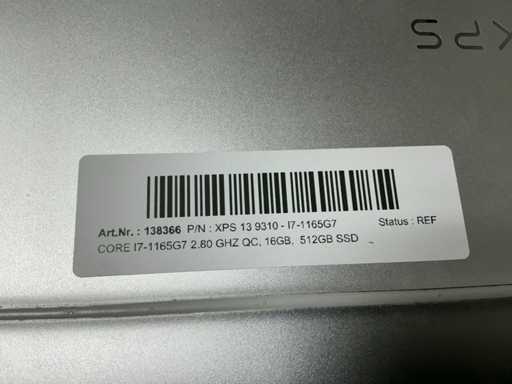 XPS
Art.Nr. : 138366 P/N : XPS 13 9310 - I7-1165G7 Status : REF
CORE I7-1165G7 2.80 GHZ QC, 16GB, 512GB SSD